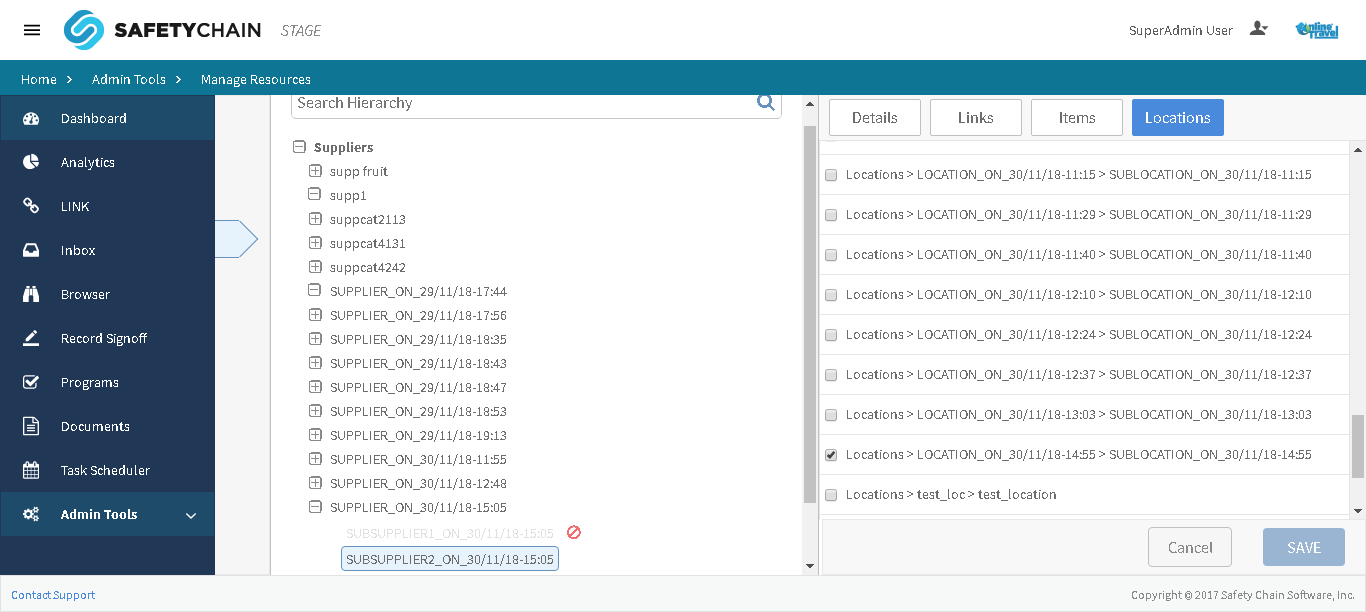 SAFETYCHAIN STAGE
SuperAdmin User
Online Travel
Home > Admin Tools > Manage Resources
Dashboard
Analytics
LINK
Inbox
Browser
Record Signoff
Programs
Documents
Task Scheduler
Admin Tools
Search Hierarchy
Suppliers
supp fruit
supp1
suppcat2113
suppcat4131
suppcat4242
SUPPLIER_ON_29/11/18-17:44
SUPPLIER_ON_29/11/18-17:56
SUPPLIER_ON_29/11/18-18:35
SUPPLIER_ON_29/11/18-18:43
SUPPLIER_ON_29/11/18-18:47
SUPPLIER_ON_29/11/18-18:53
SUPPLIER_ON_29/11/18-19:13
SUPPLIER_ON_30/11/18-11:55
SUPPLIER_ON_30/11/18-12:48
SUPPLIER_ON_30/11/18-15:05
SUBSUPPLIER1_ON_30/11/18-15:05
SUBSUPPLIER2_ON_30/11/18-15:05
Details Links Items Locations
Locations > LOCATION_ON_30/11/18-11:15 > SUBLOCATION_ON_30/11/18-11:15
Locations > LOCATION_ON_30/11/18-11:29 > SUBLOCATION_ON_30/11/18-11:29
Locations > LOCATION_ON_30/11/18-11:40 > SUBLOCATION_ON_30/11/18-11:40
Locations > LOCATION_ON_30/11/18-12:10 > SUBLOCATION_ON_30/11/18-12:10
Locations > LOCATION_ON_30/11/18-12:24 > SUBLOCATION_ON_30/11/18-12:24
Locations > LOCATION_ON_30/11/18-12:37 > SUBLOCATION_ON_30/11/18-12:37
Locations > LOCATION_ON_30/11/18-13:03 > SUBLOCATION_ON_30/11/18-13:03
Locations > LOCATION_ON_30/11/18-14:55 > SUBLOCATION_ON_30/11/18-14:55
Locations > test_loc > test_location
Cancel SAVE
Contact Support
Copyright © 2017 Safety Chain Software, Inc.